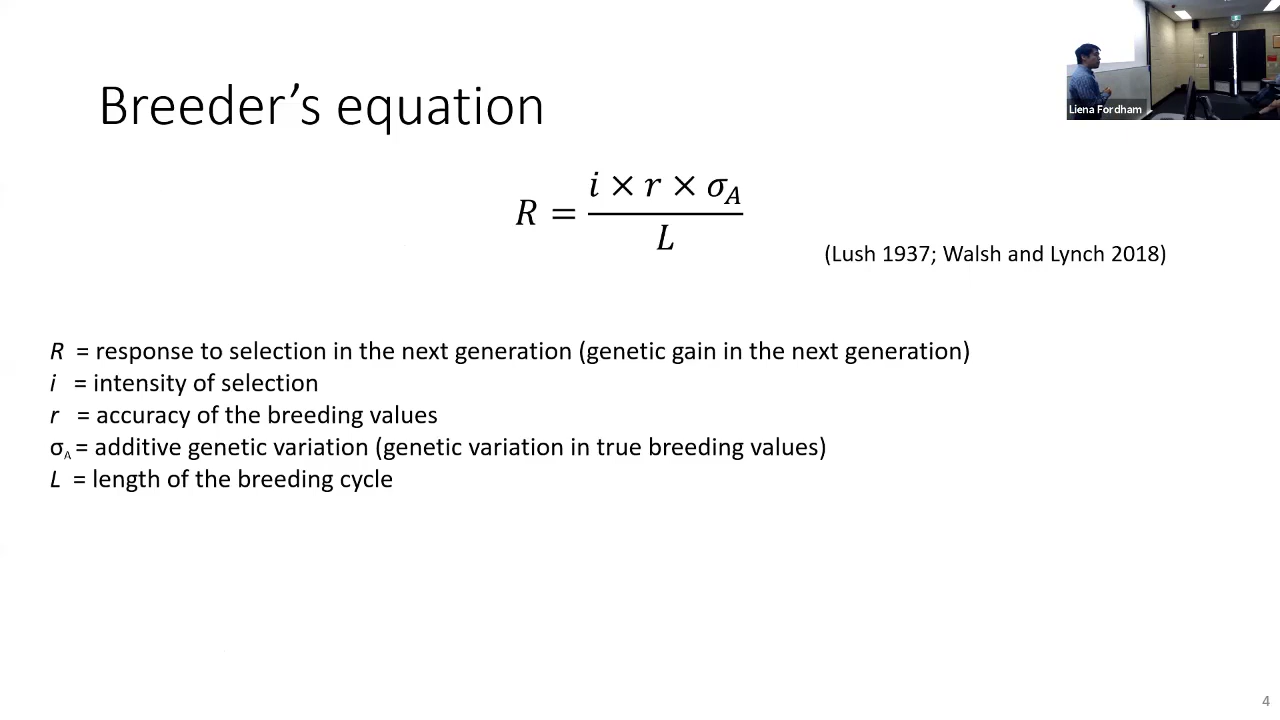 Liena Fordham
Breeder’s equation
R = i × r × σA / L
(Lush 1937; Walsh and Lynch 2018)
R = response to selection in the next generation (genetic gain in the next generation)
i = intensity of selection
r = accuracy of the breeding values
σA = additive genetic variation (genetic variation in true breeding values)
L = length of the breeding cycle
4